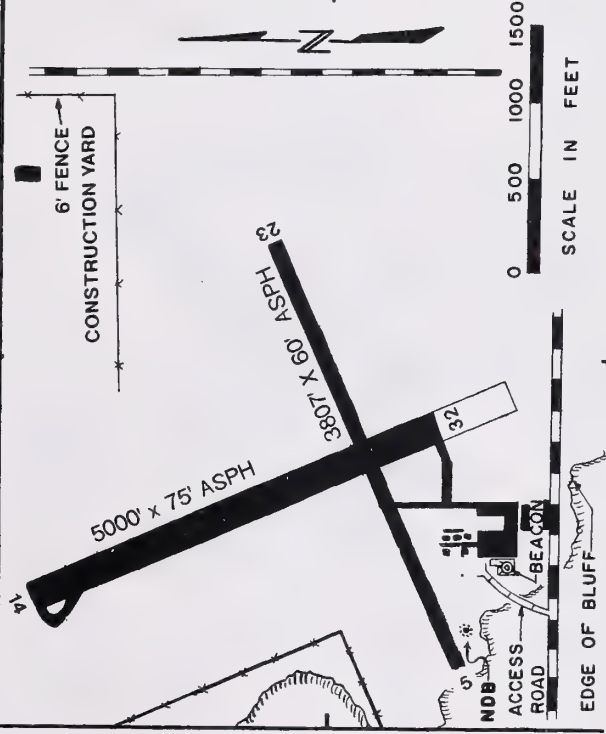 6' FENCE
CONSTRUCTION YARD
N
14
5000' x 75' ASPH
23
3807' X 60' ASPH
32
5
NDB
ACCESS
ROAD
BEACON
EDGE OF BLUFF
0 500 1000 1500
SCALE IN FEET